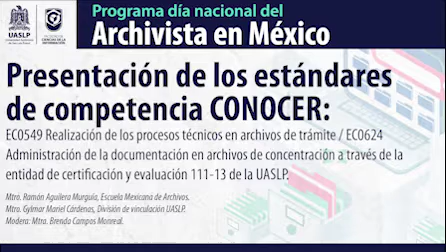 UASLP
Programa día nacional del
Archivista en México
Presentación de los estándares
de competencia CONOCER:
EC0549 Realización de los procesos técnicos en archivos de trámite / EC0624
Administración de la documentación en archivos de concentración a través de la
entidad de certificación y evaluación 111-13 de la UASLP.
Mtro. Ramón Aguilera Murguía, Escuela Mexicana de Archivos.
Mtro. Gylmar Mariel Cárdenas, División de vinculación UASLP.
Modera: Mtra. Brenda Campos Monreal.